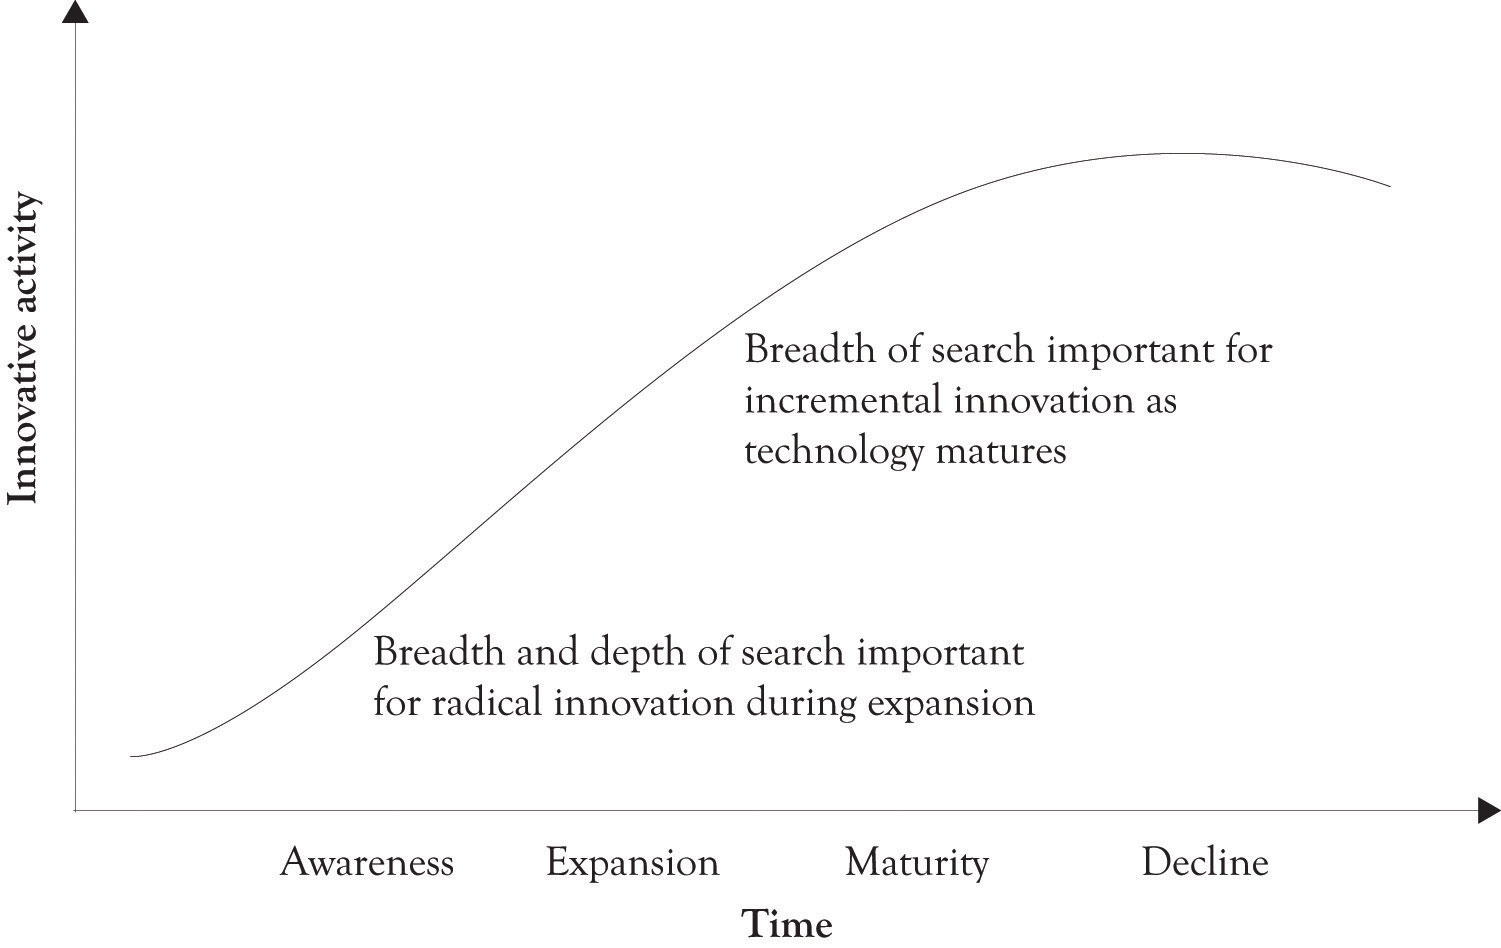 Innovative activity
Breadth of search important for
incremental innovation as
technology matures
Breadth and depth of search important
for radical innovation during expansion
Awareness Expansion Maturity Decline
Time